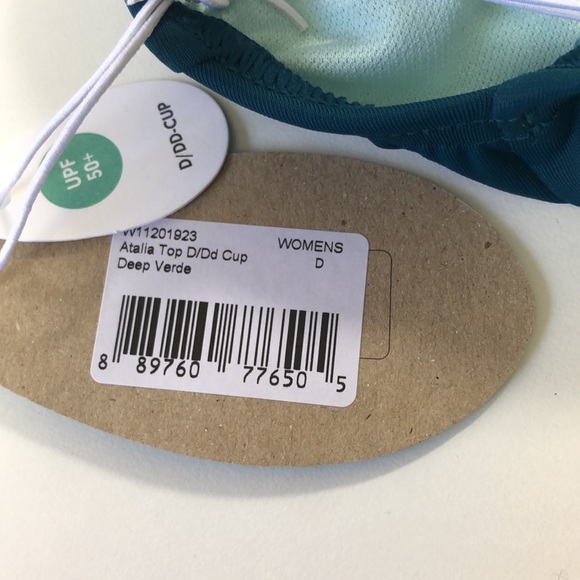 UPF
50+
D/DD-CUP
W11201923 WOMENS
Atalia Top D/Dd Cup D
Deep Verde
8 89760 77650 5